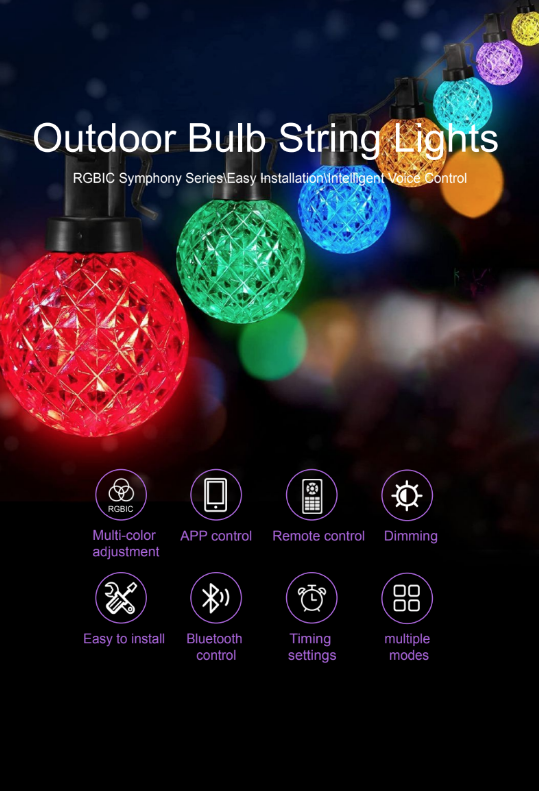 Outdoor Bulb String Lights
RGBIC Symphony Series\Easy Installation\Intelligent Voice Control
RGBIC
Multi-color
adjustment
APP control
Remote control
Dimming
Easy to install
Bluetooth
control
Timing
settings
multiple
modes